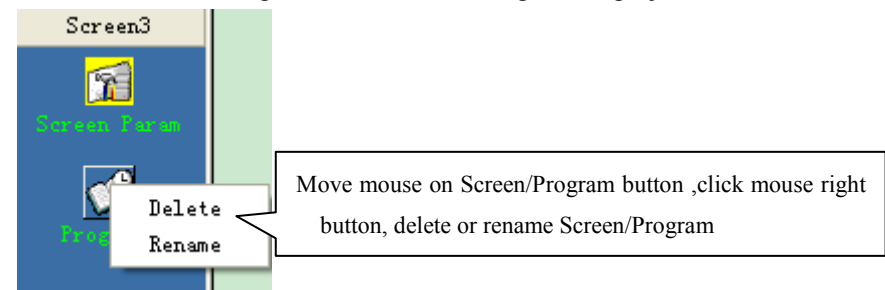 Screen3
Screen Param
Delete
Prog
Rename
Move mouse on Screen/Program button ,click mouse right
button, delete or rename Screen/Program